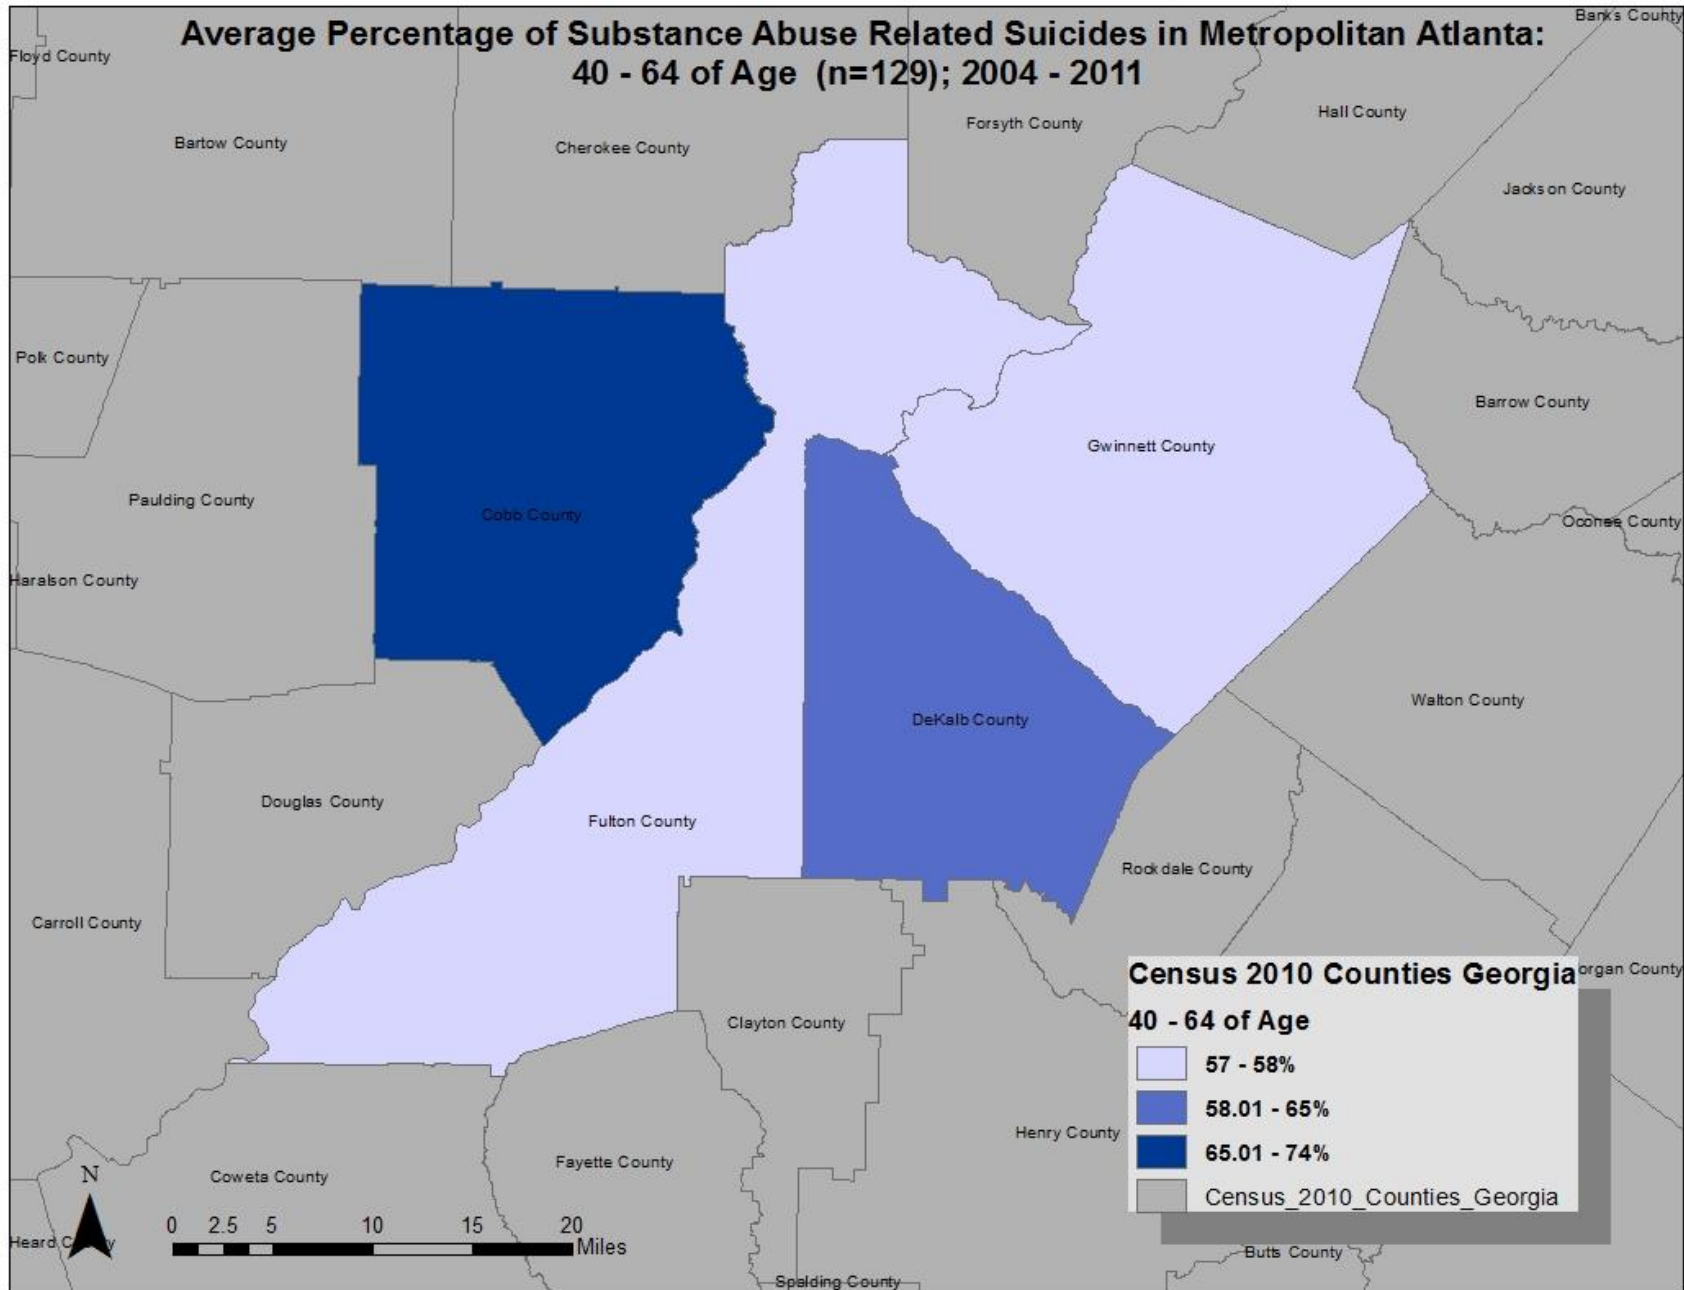 Average Percentage of Substance Abuse Related Suicides in Metropolitan Atlanta:
40 - 64 of Age (n=129); 2004 - 2011
Banks County
Floyd County
Hall County
Forsyth County
Bartow County
Cherokee County
Jackson County
Polk County
Barrow County
Gwinnett County
Paulding County
Cobb County
Oconee County
Haralson County
Walton County
DeKalb County
Douglas County
Fulton County
Rockdale County
Carroll County
organ County
Clayton County
Henry County
Fayette County
Coweta County
Heard County
Butts County
Spalding County
Census 2010 Counties Georgia
40 - 64 of Age
57 - 58%
58.01 - 65%
65.01 - 74%
Census_2010_Counties_Georgia
N
0 2.5 5 10 15 20
Miles